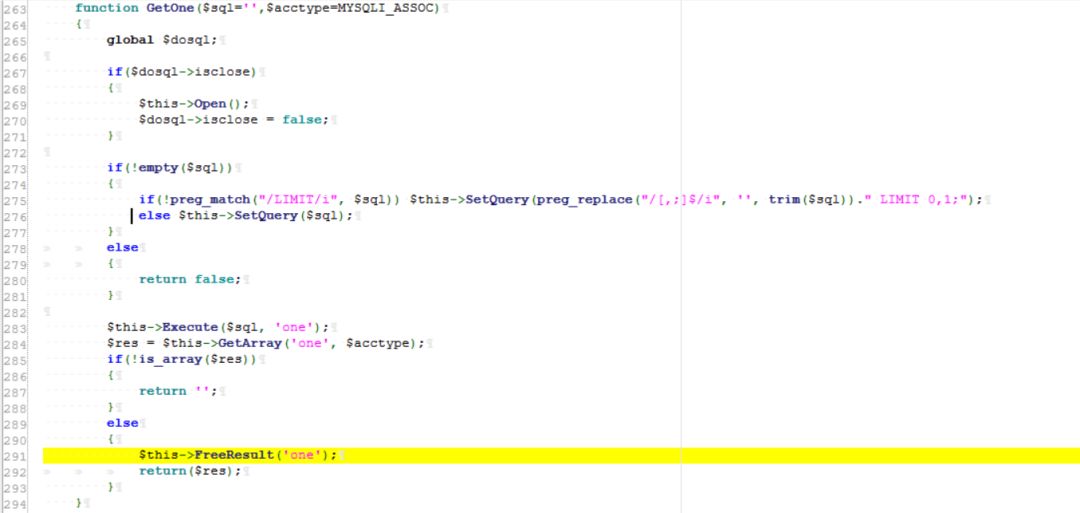 263 function GetOne($sql='',$acctype=MYSQLI_ASSOC)
264 {
265 global $dosql;
266
267 if($dosql->isclose)
268 {
269 $this->Open();
270 $dosql->isclose = false;
271 }
272
273 if(!empty($sql))
274 {
275 if(!preg_match("/LIMIT/i", $sql)) $this->SetQuery(preg_replace("/[,;]$/i", '', trim($sql))." LIMIT 0,1;");
276 else $this->SetQuery($sql);
277 }
278 else
279 {
280 return false;
281 }
282
283 $this->Execute($sql, 'one');
284 $res = $this->GetArray('one', $acctype);
285 if(!is_array($res))
286 {
287 return '';
288 }
289 else
290 {
291 $this->FreeResult('one');
292 return($res);
293 }
294 }